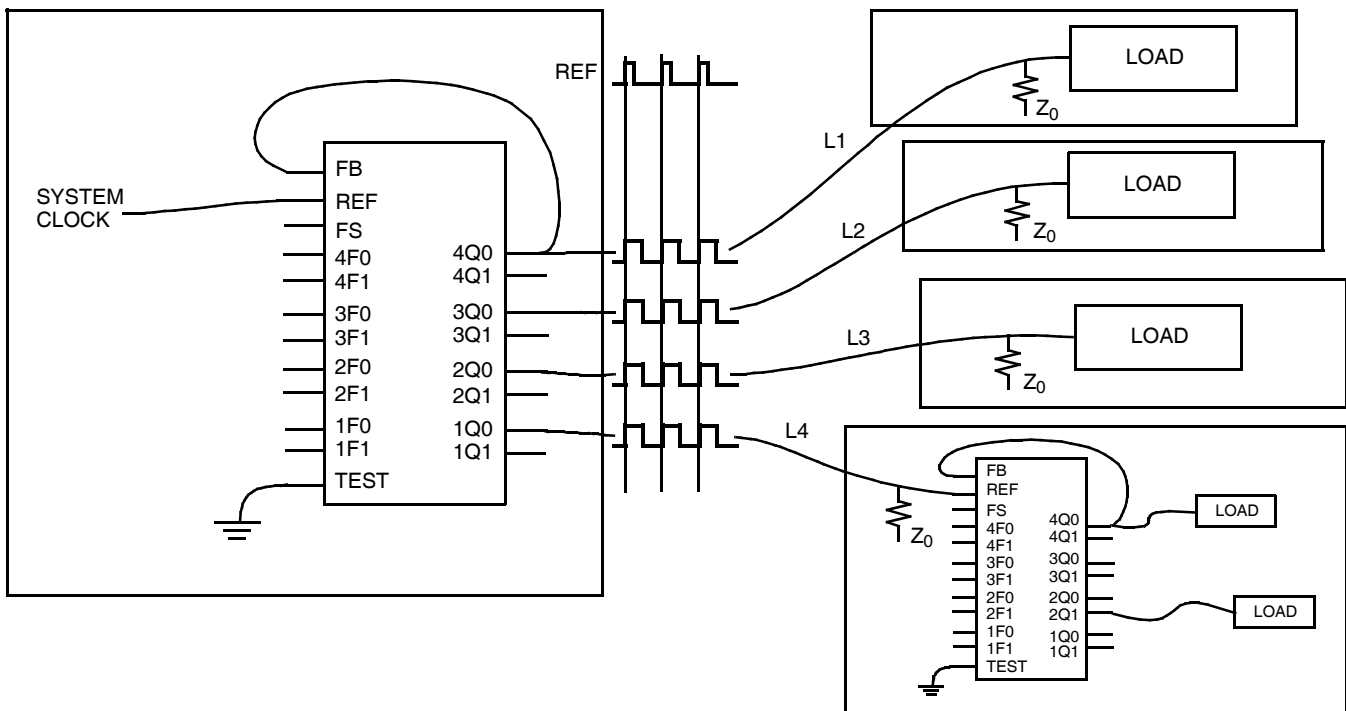 SYSTEM
CLOCK
FB
REF
FS
4F0
4F1
3F0
3F1
2F0
2F1
1F0
1F1
TEST
4Q0
4Q1
3Q0
3Q1
2Q0
2Q1
1Q0
1Q1
REF
L1
L2
L3
L4
LOAD
Z0
LOAD
Z0
LOAD
Z0
Z0
FB
REF
FS
4F0
4F1
3F0
3F1
2F0
2F1
1F0
1F1
TEST
4Q0
4Q1
3Q0
3Q1
2Q0
2Q1
1Q0
1Q1
LOAD
LOAD